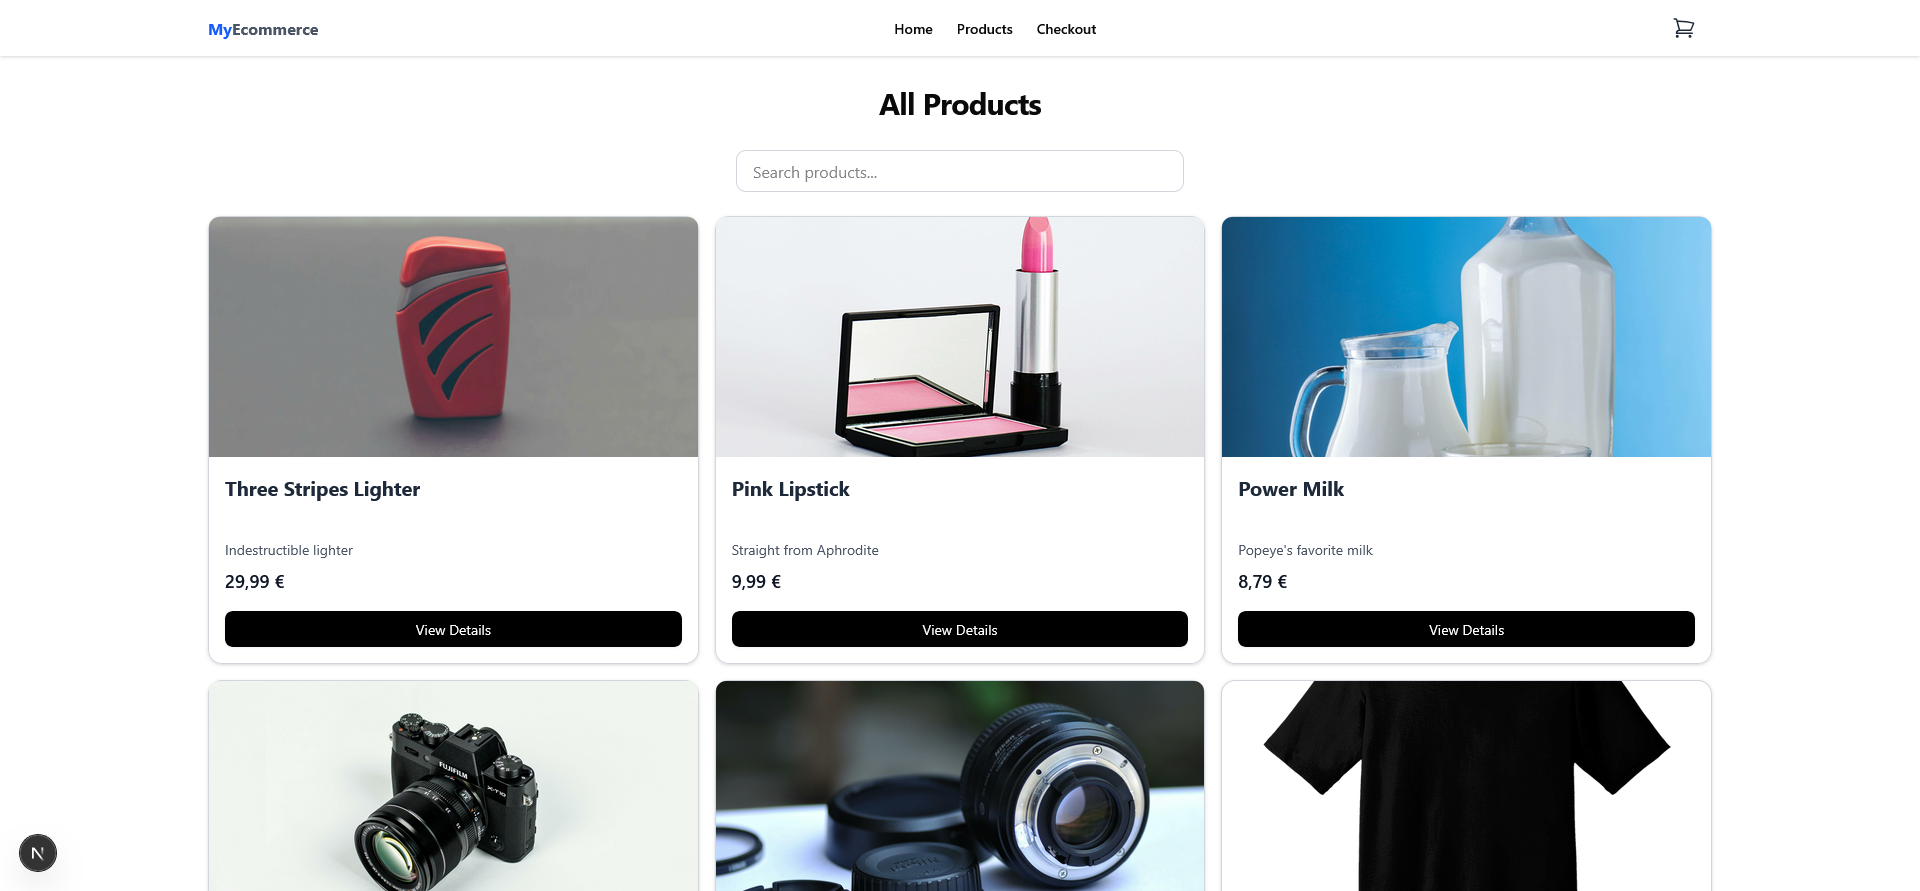 MyEcommerce
Home Products Checkout
All Products
Search products...
Three Stripes Lighter
Indestructible lighter
29,99 €
View Details
Pink Lipstick
Straight from Aphrodite
9,99 €
View Details
Power Milk
Popeye's favorite milk
8,79 €
View Details
FUJIFILM
X-T10
N